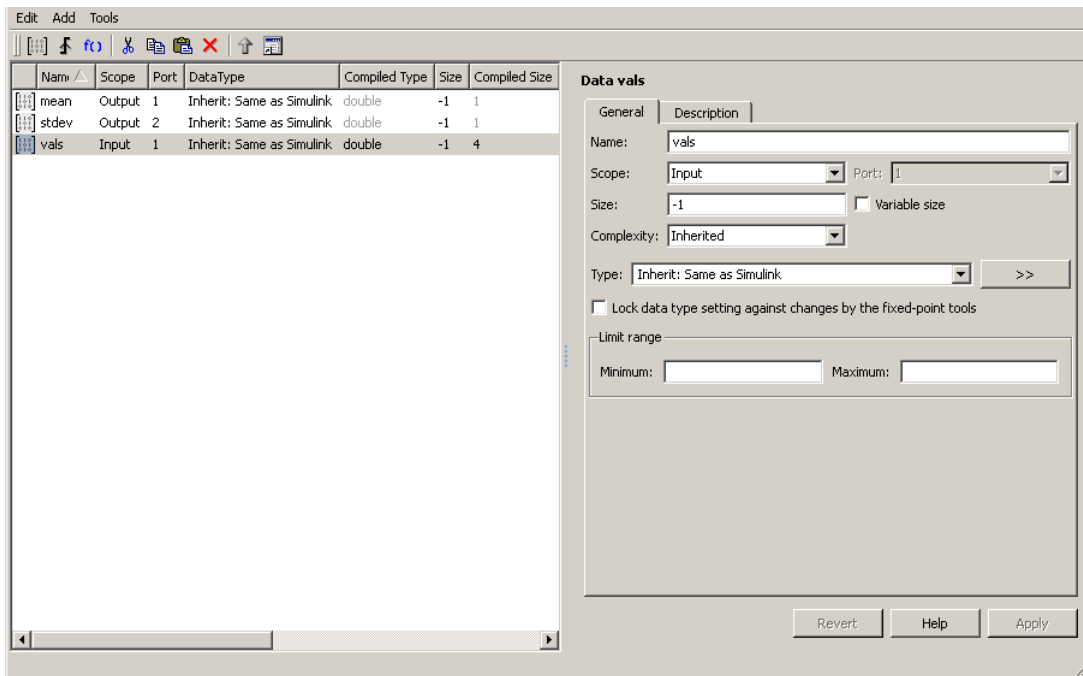 Edit Add Tools
f()
Name Scope Port DataType Compiled Type Size Compiled Size
mean Output 1 Inherit: Same as Simulink double -1 1
stdev Output 2 Inherit: Same as Simulink double -1 1
vals Input 1 Inherit: Same as Simulink double -1 4
Data vals
General Description
Name: vals
Scope: Input Port: 1
Size: -1 Variable size
Complexity: Inherited
Type: Inherit: Same as Simulink >>
Lock data type setting against changes by the fixed-point tools
Limit range
Minimum: Maximum:
Revert Help Apply